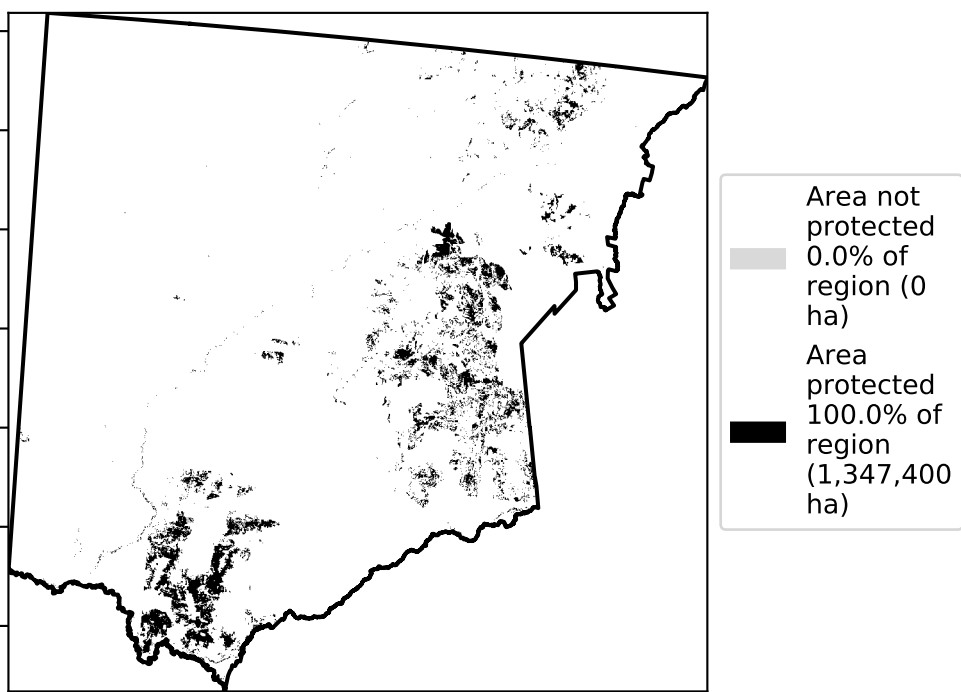 Area not
protected
0.0% of
region (0
ha)
Area
protected
100.0% of
region
(1,347,400
ha)